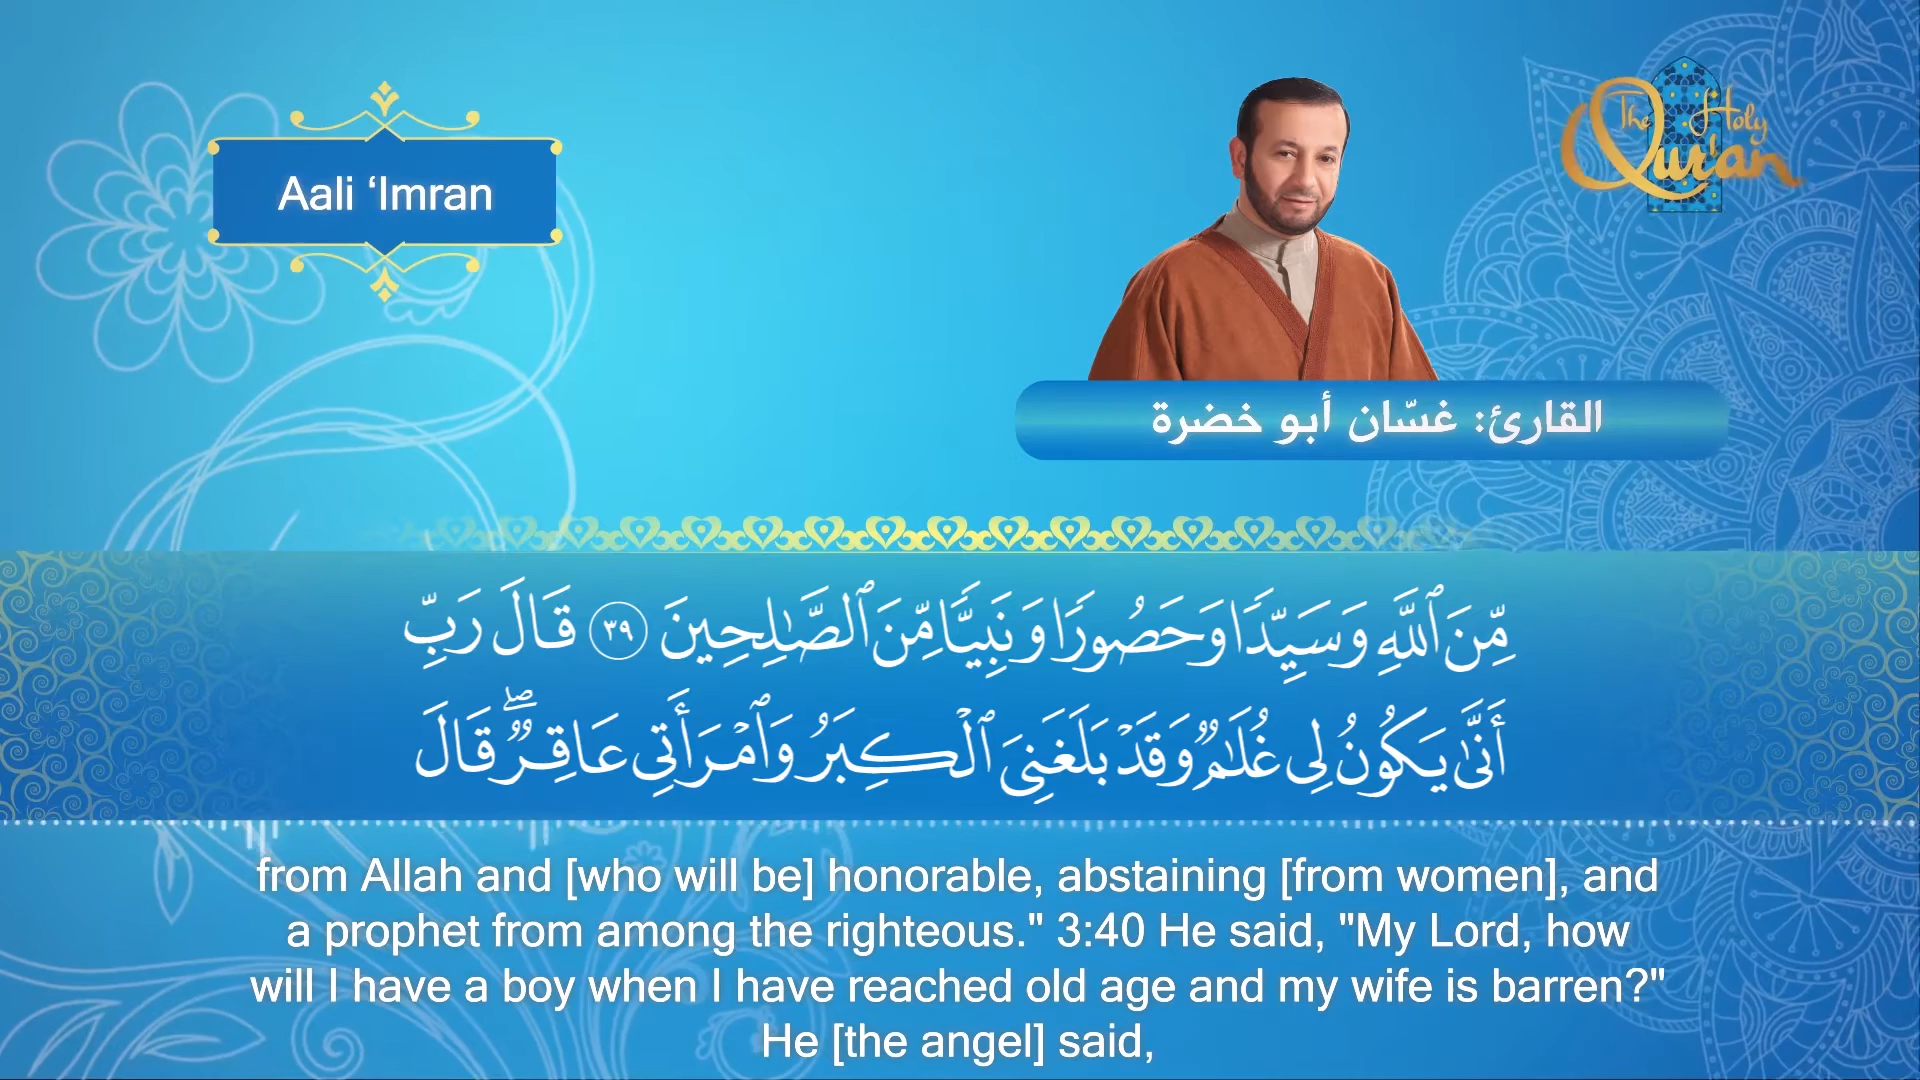 Aali ‘Imran
The Holy
Qur'an
القارئ: غسّان أبو خضرة
مِّنَ ٱللَّهِ وَسَيِّدًا وَحَصُورًا وَنَبِيًّا مِّنَ ٱلصَّـٰلِحِينَ ٣٩ قَالَ رَبِّ
أَنَّىٰ يَكُونُ لِى غُلَـٰمٌ وَقَدْ بَلَغَنِىَ ٱلْكِبَرُ وَٱمْرَأَتِى عَاقِرٌ ۖ قَالَ
from Allah and [who will be] honorable, abstaining [from women], and
a prophet from among the righteous." 3:40 He said, "My Lord, how
will I have a boy when I have reached old age and my wife is barren?"
He [the angel] said,